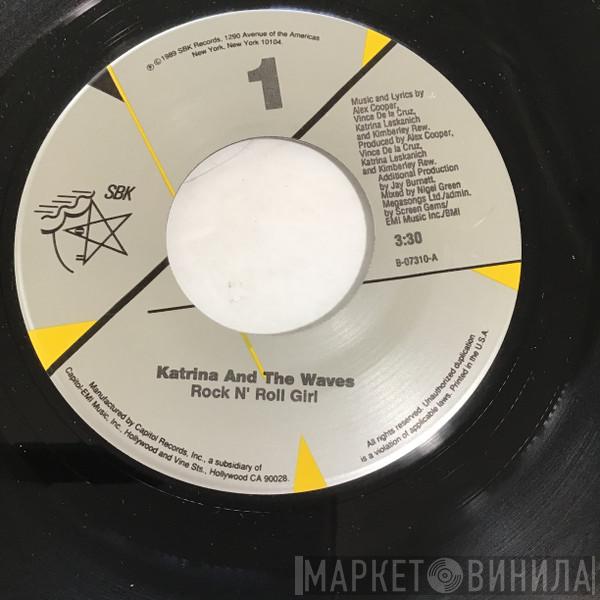 ℗ © 1989 SBK Records, 1290 Avenue of the Americas
New York, New York 10104.
1
Music and Lyrics by
Alex Cooper,
Vince De la Cruz,
Katrina Leskanich
and Kimberley Rew.
Produced by Alex Cooper,
Vince De la Cruz,
Katrina Leskanich
and Kimberley Rew.
Additional Production
by Jay Burnett.
Mixed by Nigel Green
Megasongs Ltd./admin.
by Screen Gems/
EMI Music Inc./BMI
SBK
3:30
B-07310-A
Katrina And The Waves
Rock N' Roll Girl
Manufactured by Capitol Records, Inc., a subsidiary of
Capitol-EMI Music, Inc., Hollywood and Vine Sts., Hollywood CA 90028.
All rights reserved. Unauthorized duplication
is a violation of applicable laws. Printed in the U.S.A.
МАРКЕТ ВИНИЛА